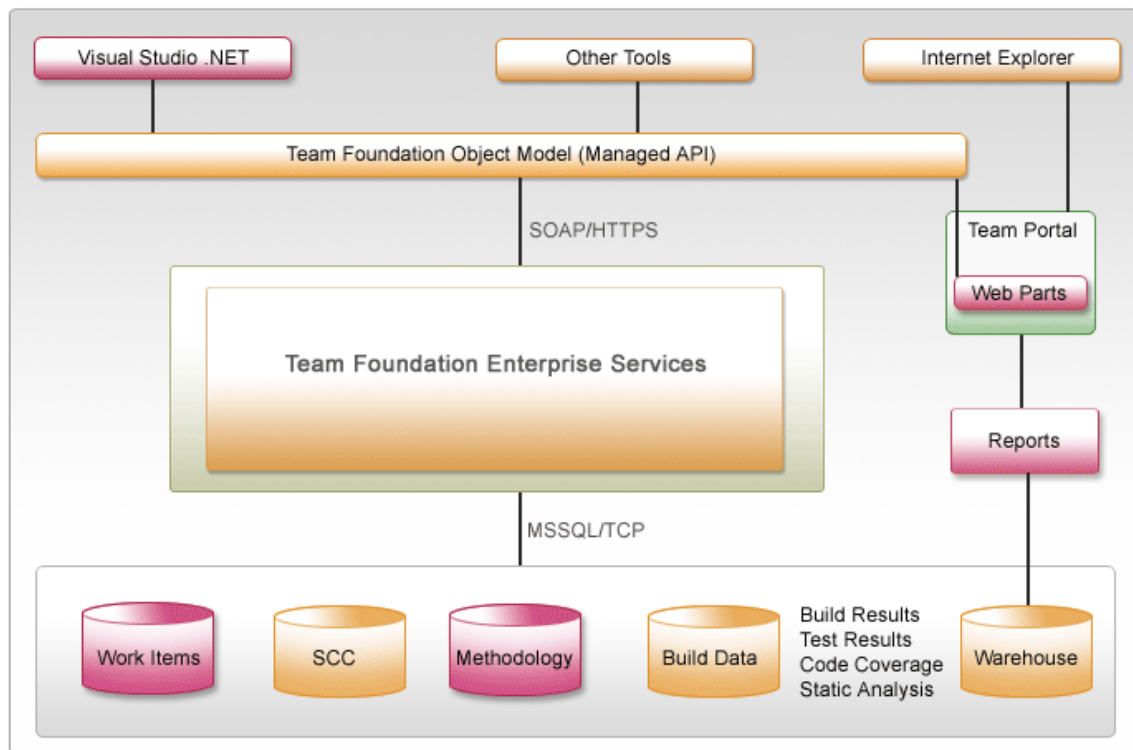 Visual Studio .NET
Other Tools
Internet Explorer
Team Foundation Object Model (Managed API)
SOAP/HTTPS
Team Portal
Web Parts
Team Foundation Enterprise Services
Reports
MSSQL/TCP
Work Items
SCC
Methodology
Build Data
Build Results
Test Results
Code Coverage
Static Analysis
Warehouse